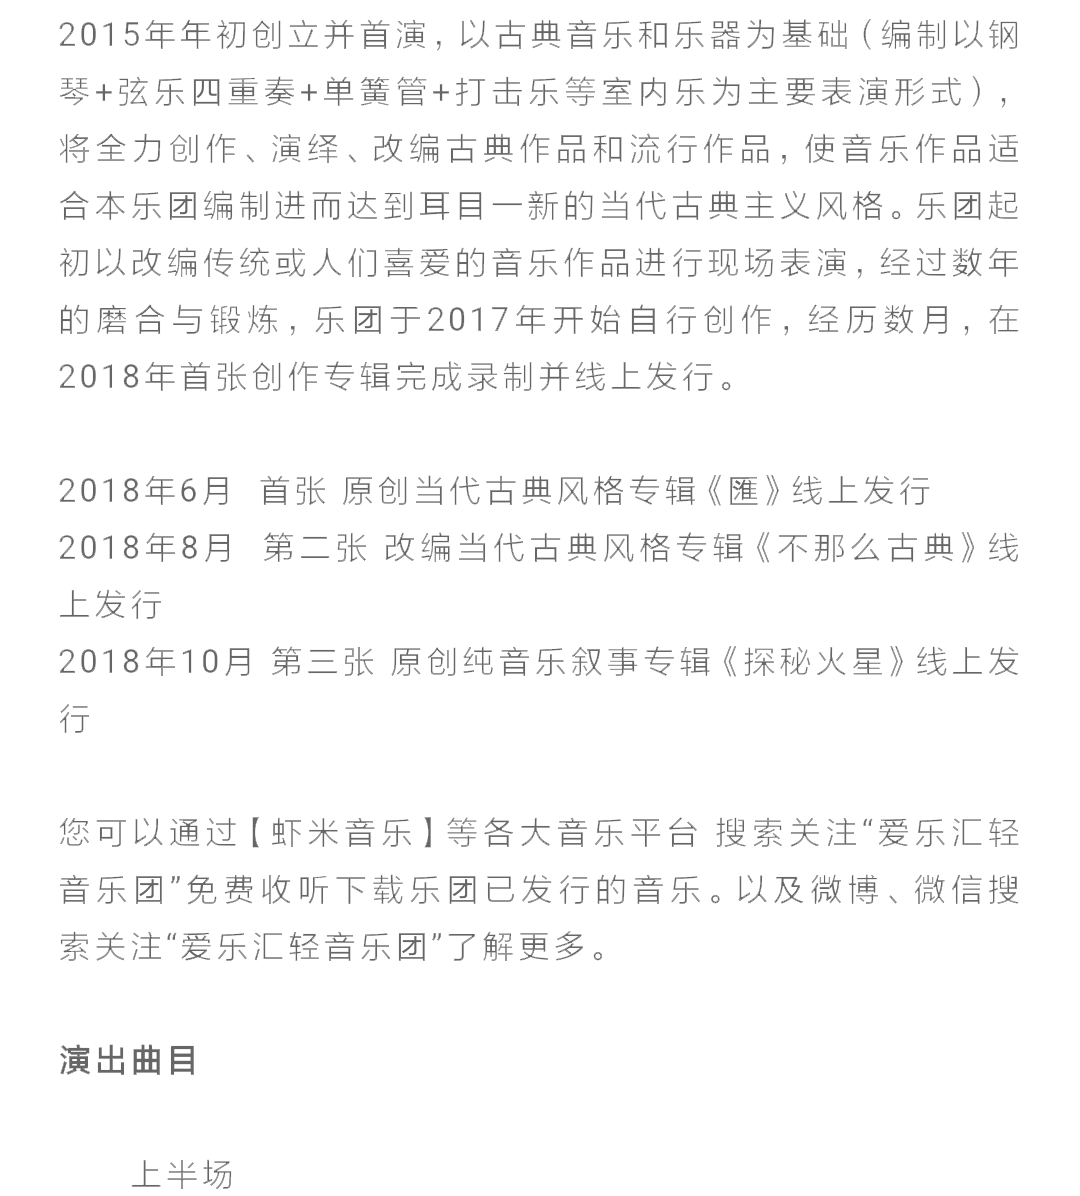 2015年年初创立并首演，以古典音乐和乐器为基础（编制以钢
琴+弦乐四重奏+单簧管+打击乐等室内乐为主要表演形式），
将全力创作、演绎、改编古典作品和流行作品，使音乐作品适
合本乐团编制进而达到耳目一新的当代古典主义风格。乐团起
初以改编传统或人们喜爱的音乐作品进行现场表演，经过数年
的磨合与锻炼，乐团于2017年开始自行创作，经历数月，在
2018年首张创作专辑完成录制并线上发行。
2018年6月 首张 原创当代古典风格专辑《匯》线上发行
2018年8月 第二张 改编当代古典风格专辑《不那么古典》线
上发行
2018年10月 第三张 原创纯音乐叙事专辑《探秘火星》线上发
行
您可以通过【虾米音乐】等各大音乐平台 搜索关注“爱乐汇轻
音乐团”免费收听下载乐团已发行的音乐。以及微博、微信搜
索关注“爱乐汇轻音乐团”了解更多。
演出曲目
上半场